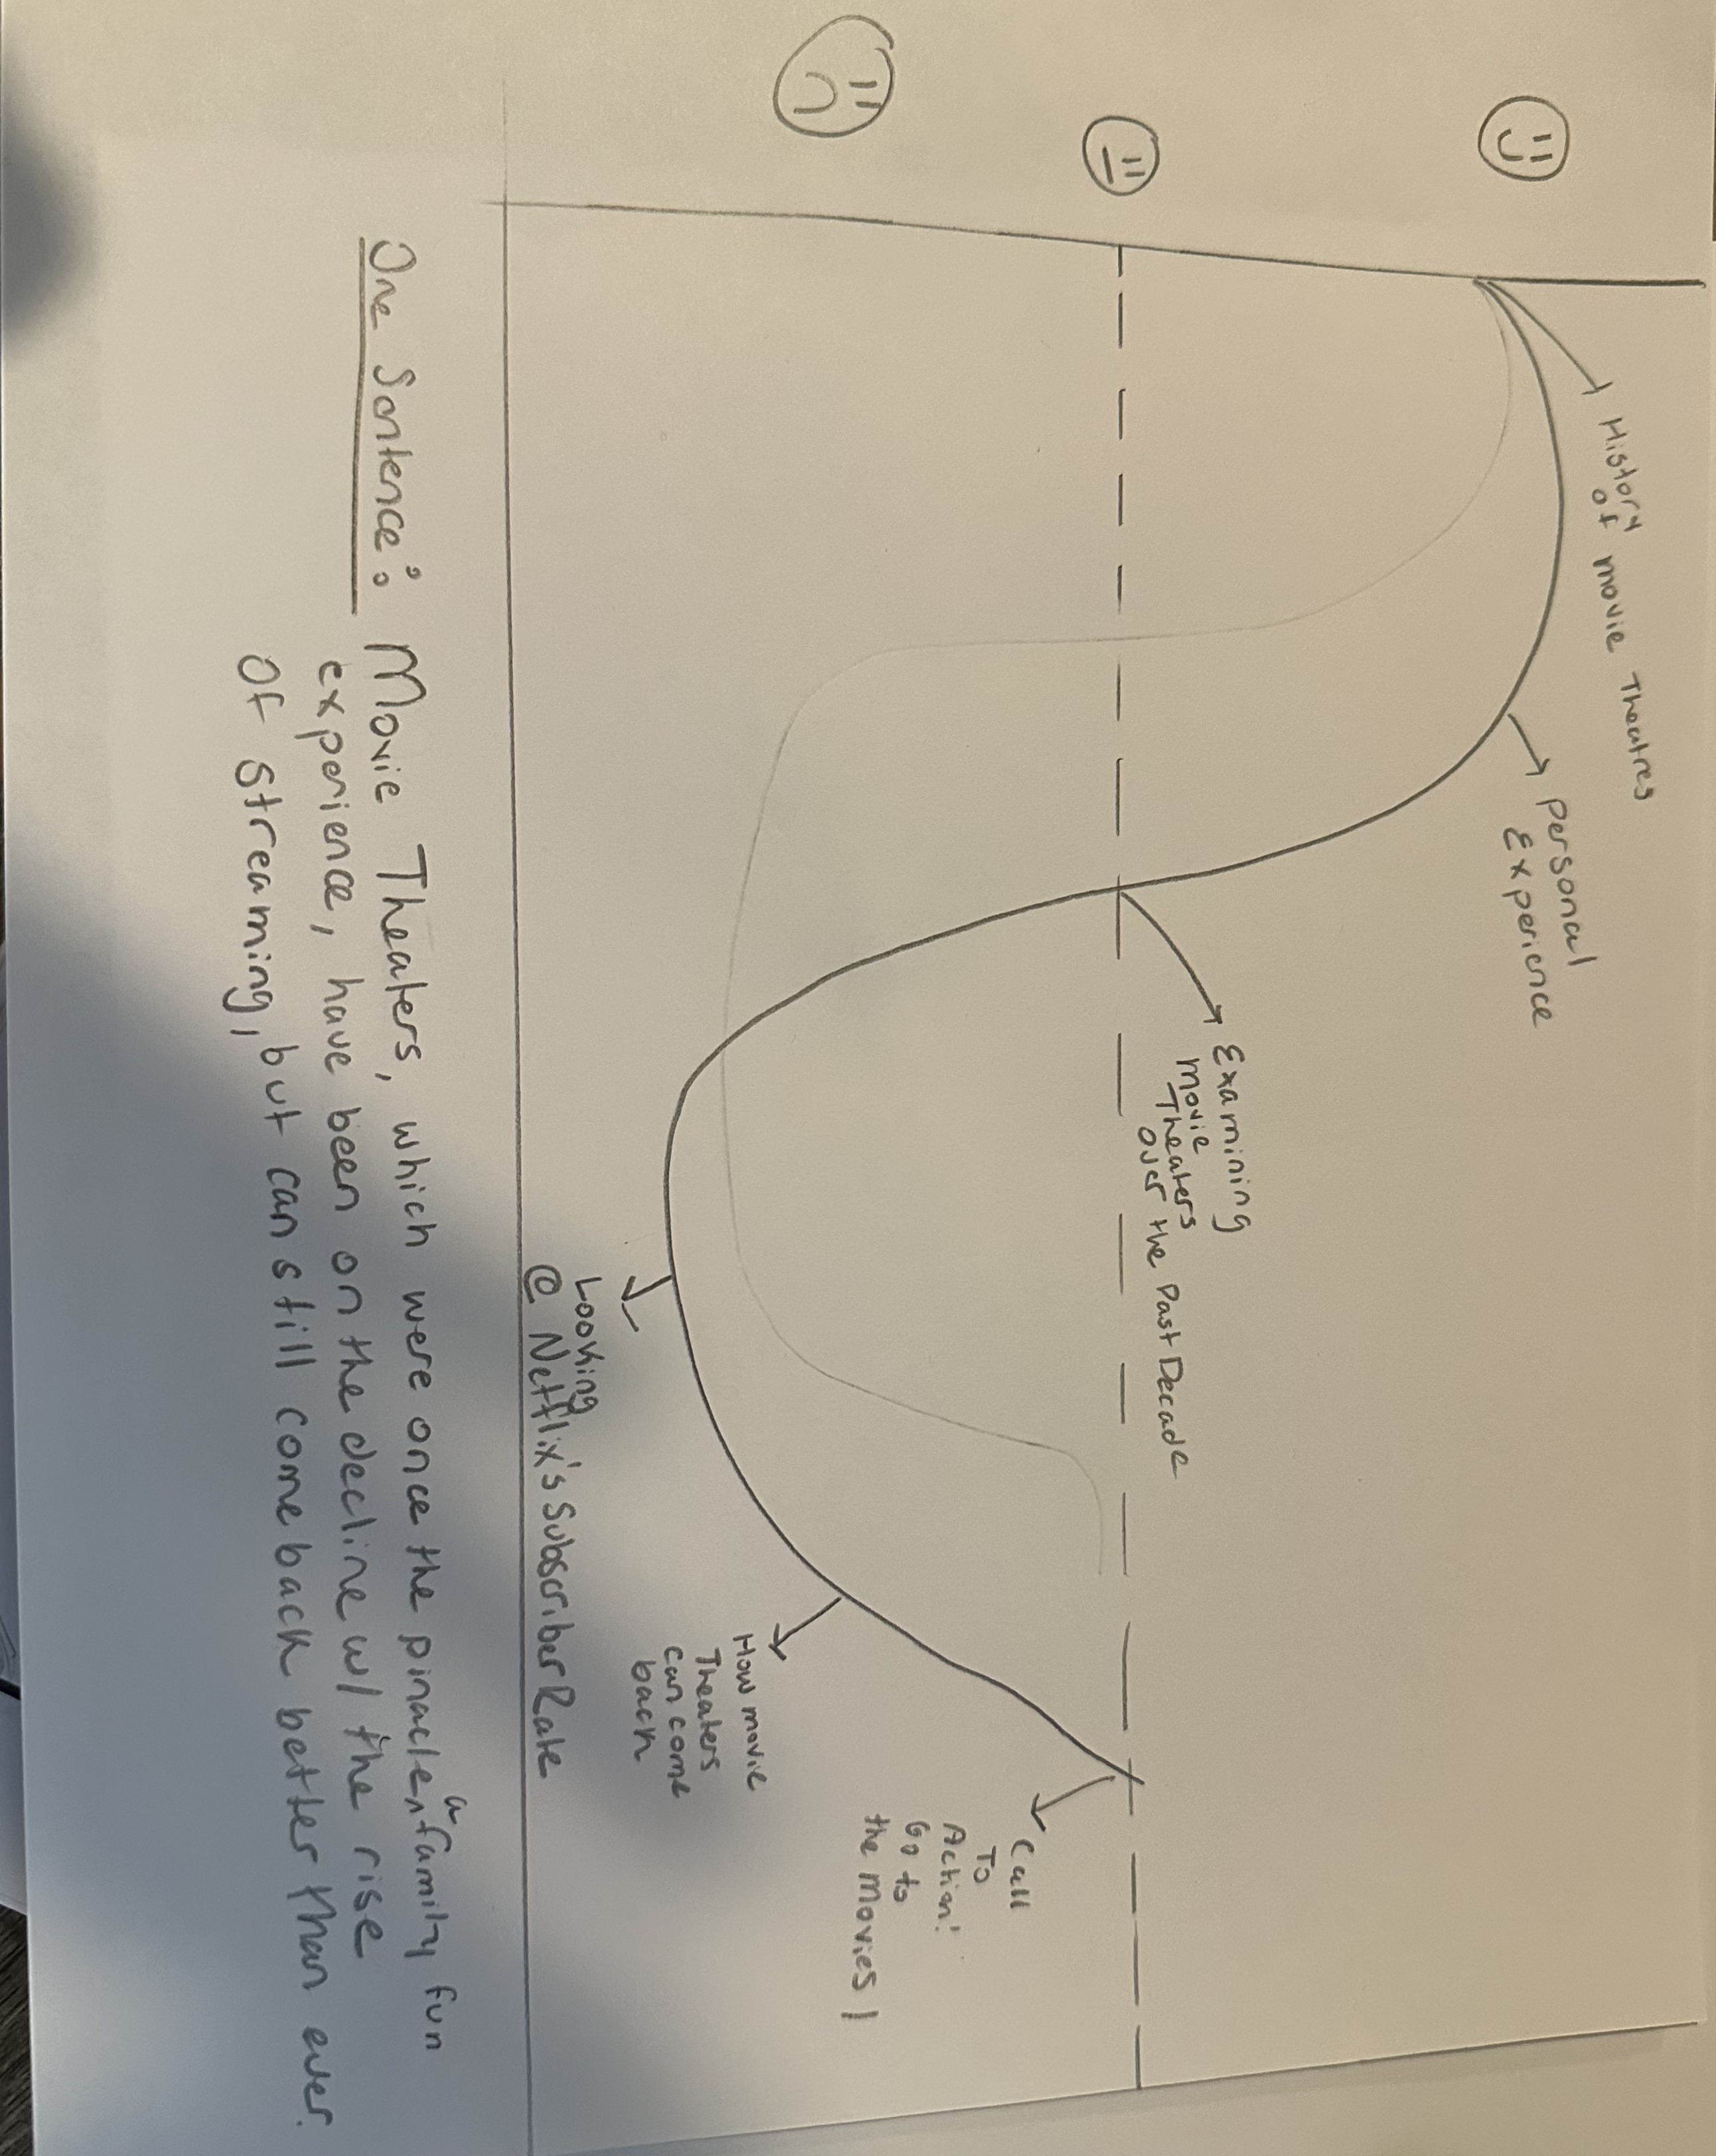 History
of movie Theatres
Personal
Experience
Examining
movie
Theaters
over the Past Decade
Looking
@ Netflix's Subscriber Rate
How movie
Theaters
can come
back
Call
To
Action!
Go to
the movies!
One Sentence: Movie Theaters, which were once the pinacle a family fun
experience, have been on the decline w/ the rise
of streaming, but can still come back better than ever.